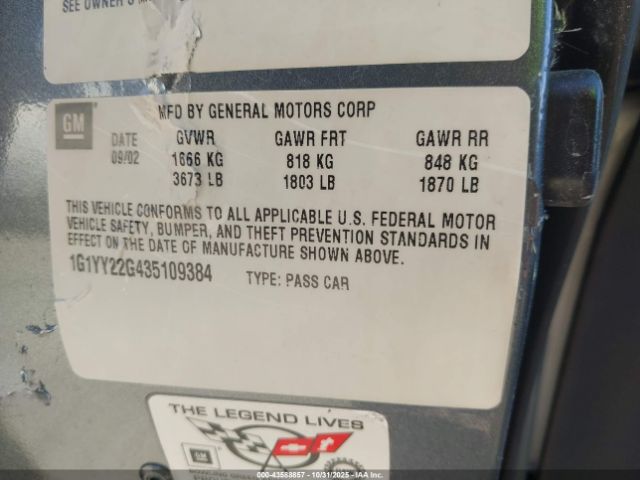 SEE OWNER'S
GM
MFD BY GENERAL MOTORS CORP
DATE GVWR GAWR FRT GAWR RR
09/02 1666 KG 818 KG 848 KG
3673 LB 1803 LB 1870 LB
THIS VEHICLE CONFORMS TO ALL APPLICABLE U.S. FEDERAL MOTOR
VEHICLE SAFETY, BUMPER, AND THEFT PREVENTION STANDARDS IN
EFFECT ON THE DATE OF MANUFACTURE SHOWN ABOVE.
1G1YY22G435109384 TYPE: PASS CAR
THE LEGEND LIVES
GM
000-43583857 - 10/31/2025 - IAAI.COM